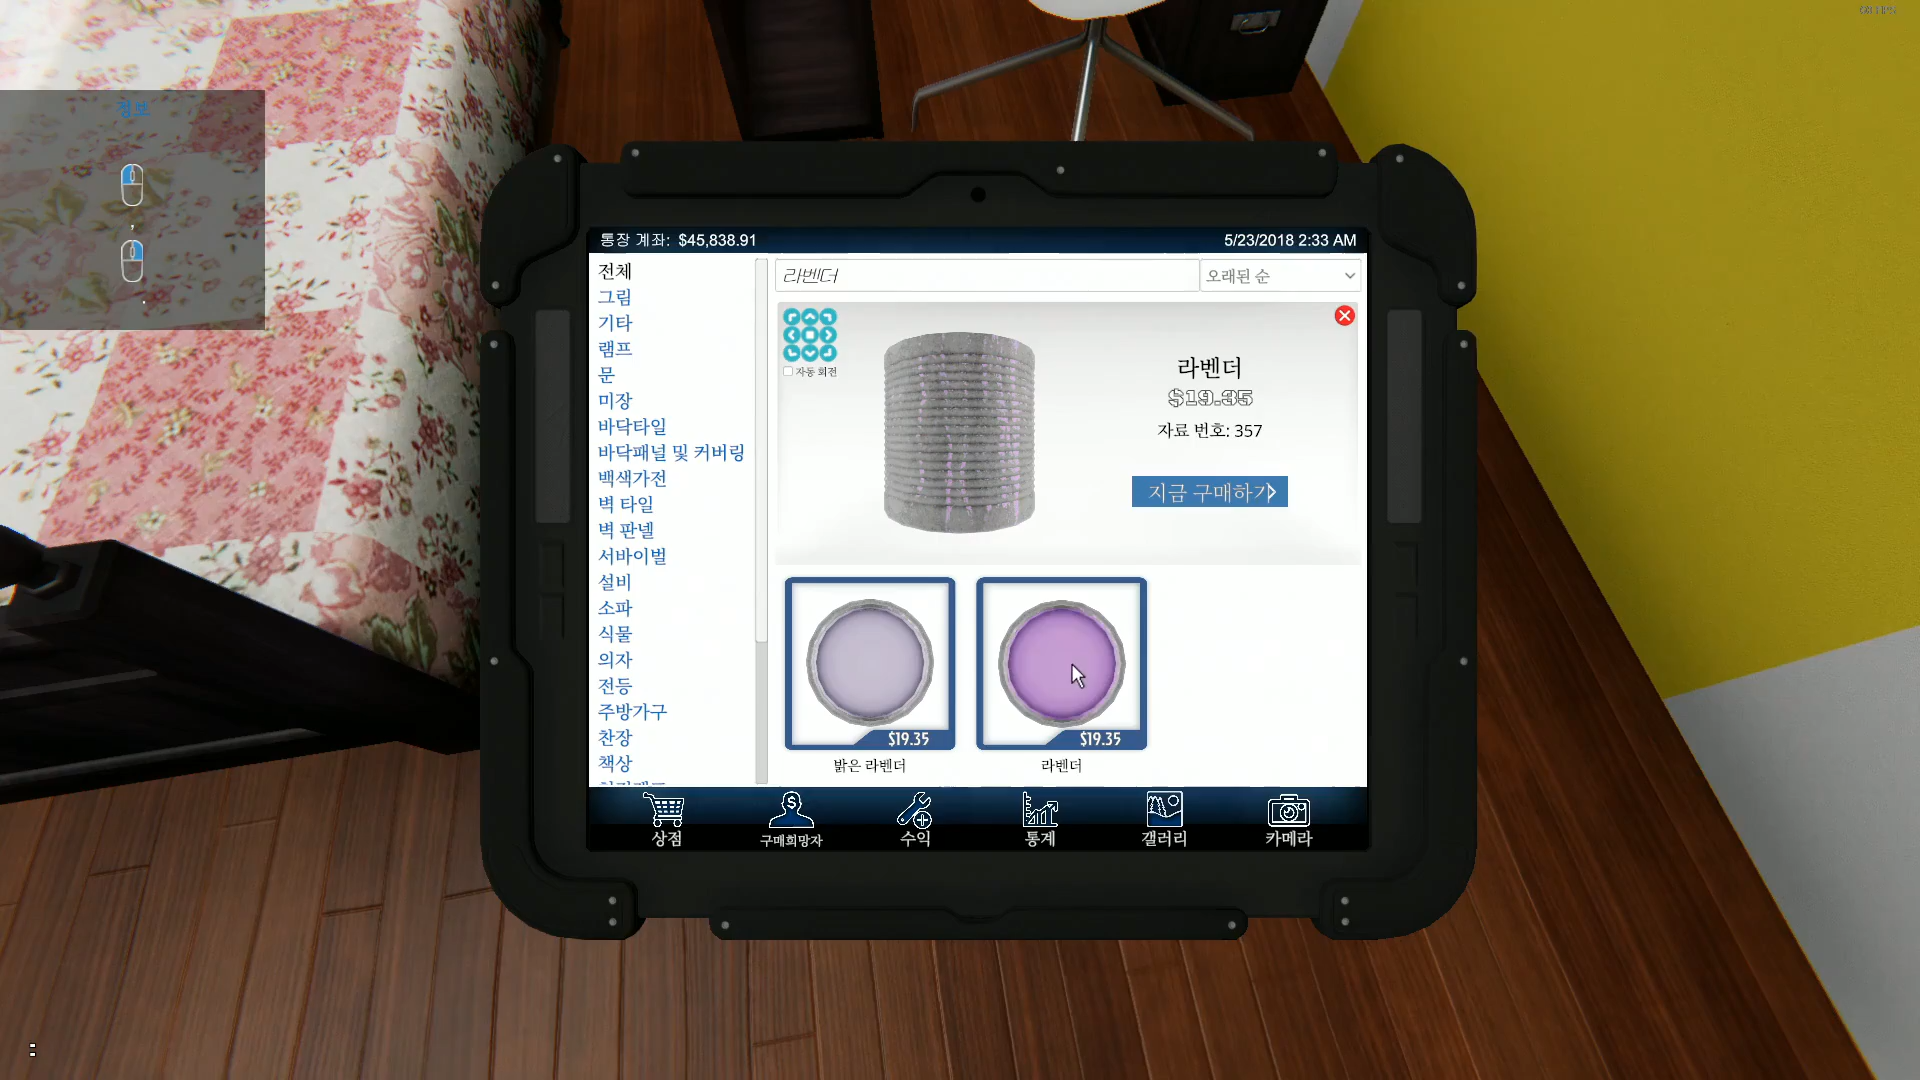 정보
,
.
통장 계좌: $45,838.91
5/23/2018 2:33 AM
전체
그림
기타
램프
문
미장
바닥타일
바닥패널 및 커버링
백색가전
벽 타일
벽 판넬
서바이벌
설비
소파
식물
의자
전등
주방가구
찬장
책상
라벤더
오래된 순
자동 회전
라벤더
$19.35
자료 번호: 357
지금 구매하기
$19.35
밝은 라벤더
$19.35
라벤더
상점
구매희망자
수익
통계
갤러리
카메라